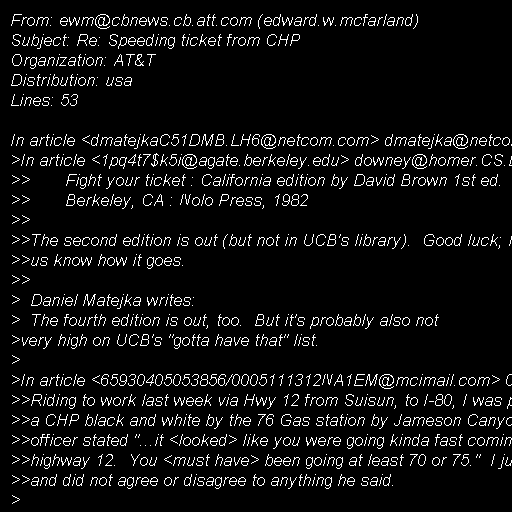 From: ewm@cbnews.cb.att.com (edward.w.mcfarland)
Subject: Re: Speeding ticket from CHP
Organization: AT&T
Distribution: usa
Lines: 53

In article <dmatejkaC51DMB.LH6@netcom.com> dmatejka@netco
>In article <1pq4t7$k5i@agate.berkeley.edu> downey@homer.CS.
>> Fight your ticket : California edition by David Brown 1st ed.
>> Berkeley, CA : Nolo Press, 1982
>>
>>The second edition is out (but not in UCB's library). Good luck;
>>us know how it goes.
>>
> Daniel Matejka writes:
> The fourth edition is out, too. But it's probably also not
>very high on UCB's "gotta have that" list.
>
>In article <65930405053856/0005111312NA1EM@mcimail.com> 0
>>Riding to work last week via Hwy 12 from Suisun, to I-80, I was p
>>a CHP black and white by the 76 Gas station by Jameson Canyo
>>officer stated "...it <looked> like you were going kinda fast comin
>>highway 12. You <must have> been going at least 70 or 75." I ju
>>and did not agree or disagree to anything he said.
>